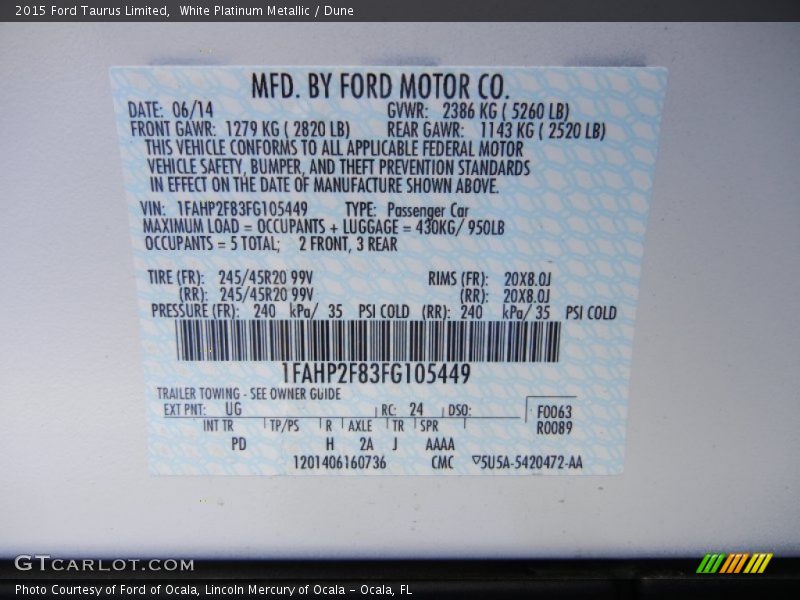 2015 Ford Taurus Limited,  White Platinum Metallic / Dune
MFD. BY FORD MOTOR CO.
DATE: 06/14 GVWR: 2386 KG ( 5260 LB)
FRONT GAWR: 1279 KG ( 2820 LB) REAR GAWR: 1143 KG ( 2520 LB)
THIS VEHICLE CONFORMS TO ALL APPLICABLE FEDERAL MOTOR
VEHICLE SAFETY, BUMPER, AND THEFT PREVENTION STANDARDS
IN EFFECT ON THE DATE OF MANUFACTURE SHOWN ABOVE.
VIN: 1FAHP2F83FG105449 TYPE: Passenger Car
MAXIMUM LOAD = OCCUPANTS + LUGGAGE = 430KG/ 950LB
OCCUPANTS = 5 TOTAL; 2 FRONT, 3 REAR
TIRE (FR): 245/45R20 99V RIMS (FR): 20X8.0J
(RR): 245/45R20 99V (RR): 20X8.0J
PRESSURE (FR): 240 kPa/ 35 PSI COLD (RR): 240 kPa/ 35 PSI COLD
1FAHP2F83FG105449
TRAILER TOWING - SEE OWNER GUIDE
EXT PNT: UG RC: 24 DSO: F0063
INT TR TP/PS R AXLE TR SPR R0089
PD H 2A J AAAA
1201406160736 CMC ▽5U5A-5420472-AA
GTCARLOT.COM
Photo Courtesy of Ford of Ocala, Lincoln Mercury of Ocala - Ocala, FL